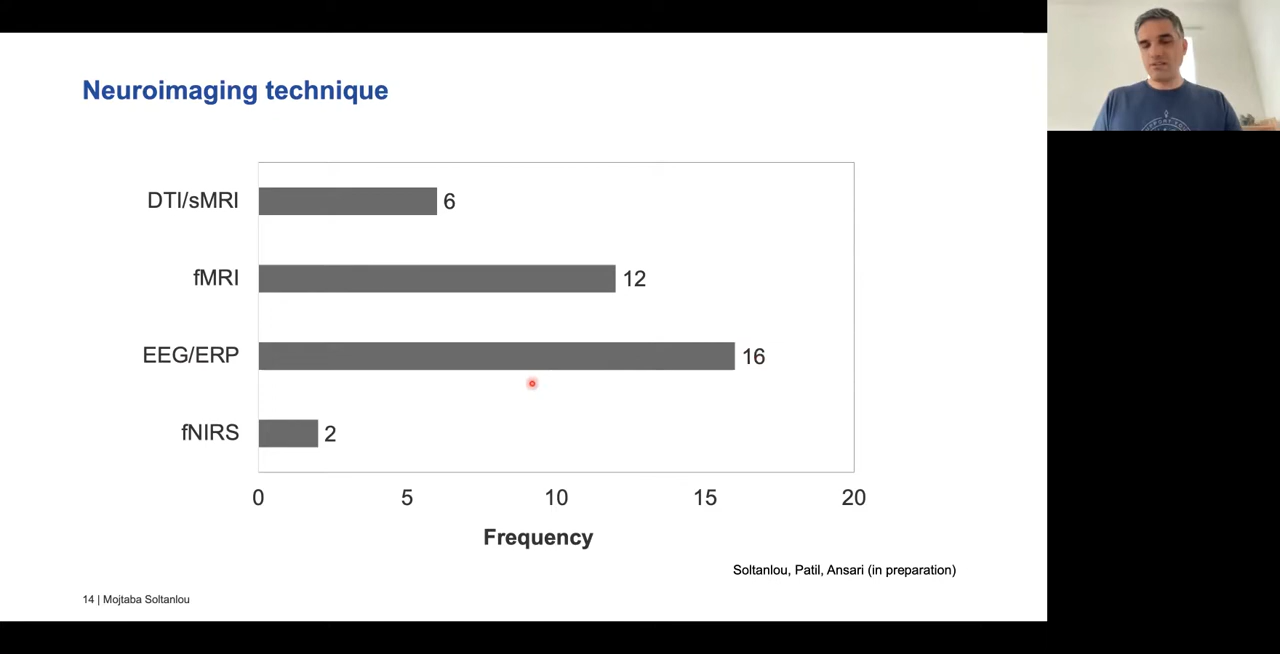 Neuroimaging technique
DTI/sMRI
6
fMRI
12
EEG/ERP
16
fNIRS
2
0 5 10 15 20
Frequency
Soltanlou, Patil, Ansari (in preparation)
14 | Mojtaba Soltanlou